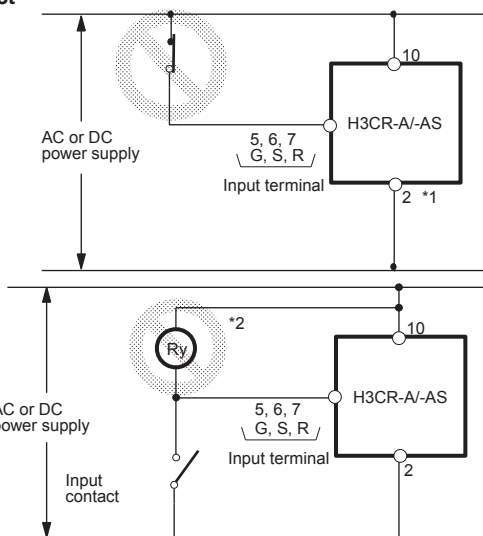 10
H3CR-A/-AS
AC or DC
power supply
5, 6, 7
G, S, R
Input terminal
2 *1
*2
10
Ry
H3CR-A/-AS
AC or DC
power supply
5, 6, 7
G, S, R
Input terminal
2
Input
contact